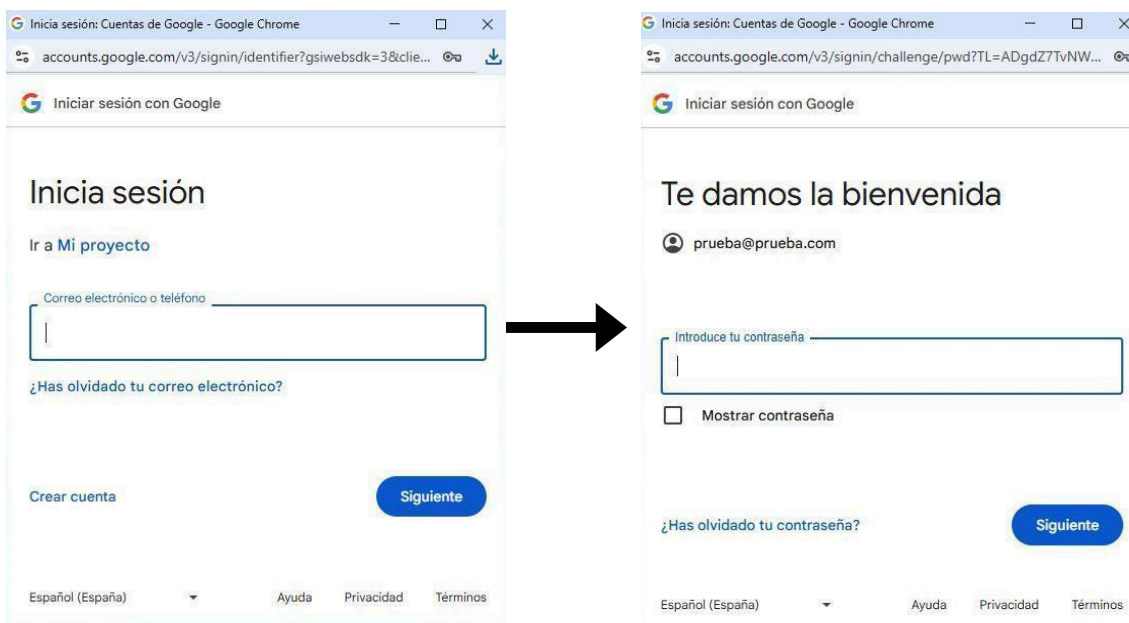 Inicia sesión: Cuentas de Google - Google Chrome
accounts.google.com/v3/signin/identifier?gsiwebsdk=3&clie...
Iniciar sesión con Google
Inicia sesión
Ir a Mi proyecto
Correo electrónico o teléfono
¿Has olvidado tu correo electrónico?
Crear cuenta
Siguiente
Español (España)
Ayuda
Privacidad
Términos
Inicia sesión: Cuentas de Google - Google Chrome
accounts.google.com/v3/signin/challenge/pwd?TL=ADgdZ7TvNW...
Iniciar sesión con Google
Te damos la bienvenida
prueba@prueba.com
Introduce tu contraseña
Mostrar contraseña
¿Has olvidado tu contraseña?
Siguiente
Español (España)
Ayuda
Privacidad
Términos